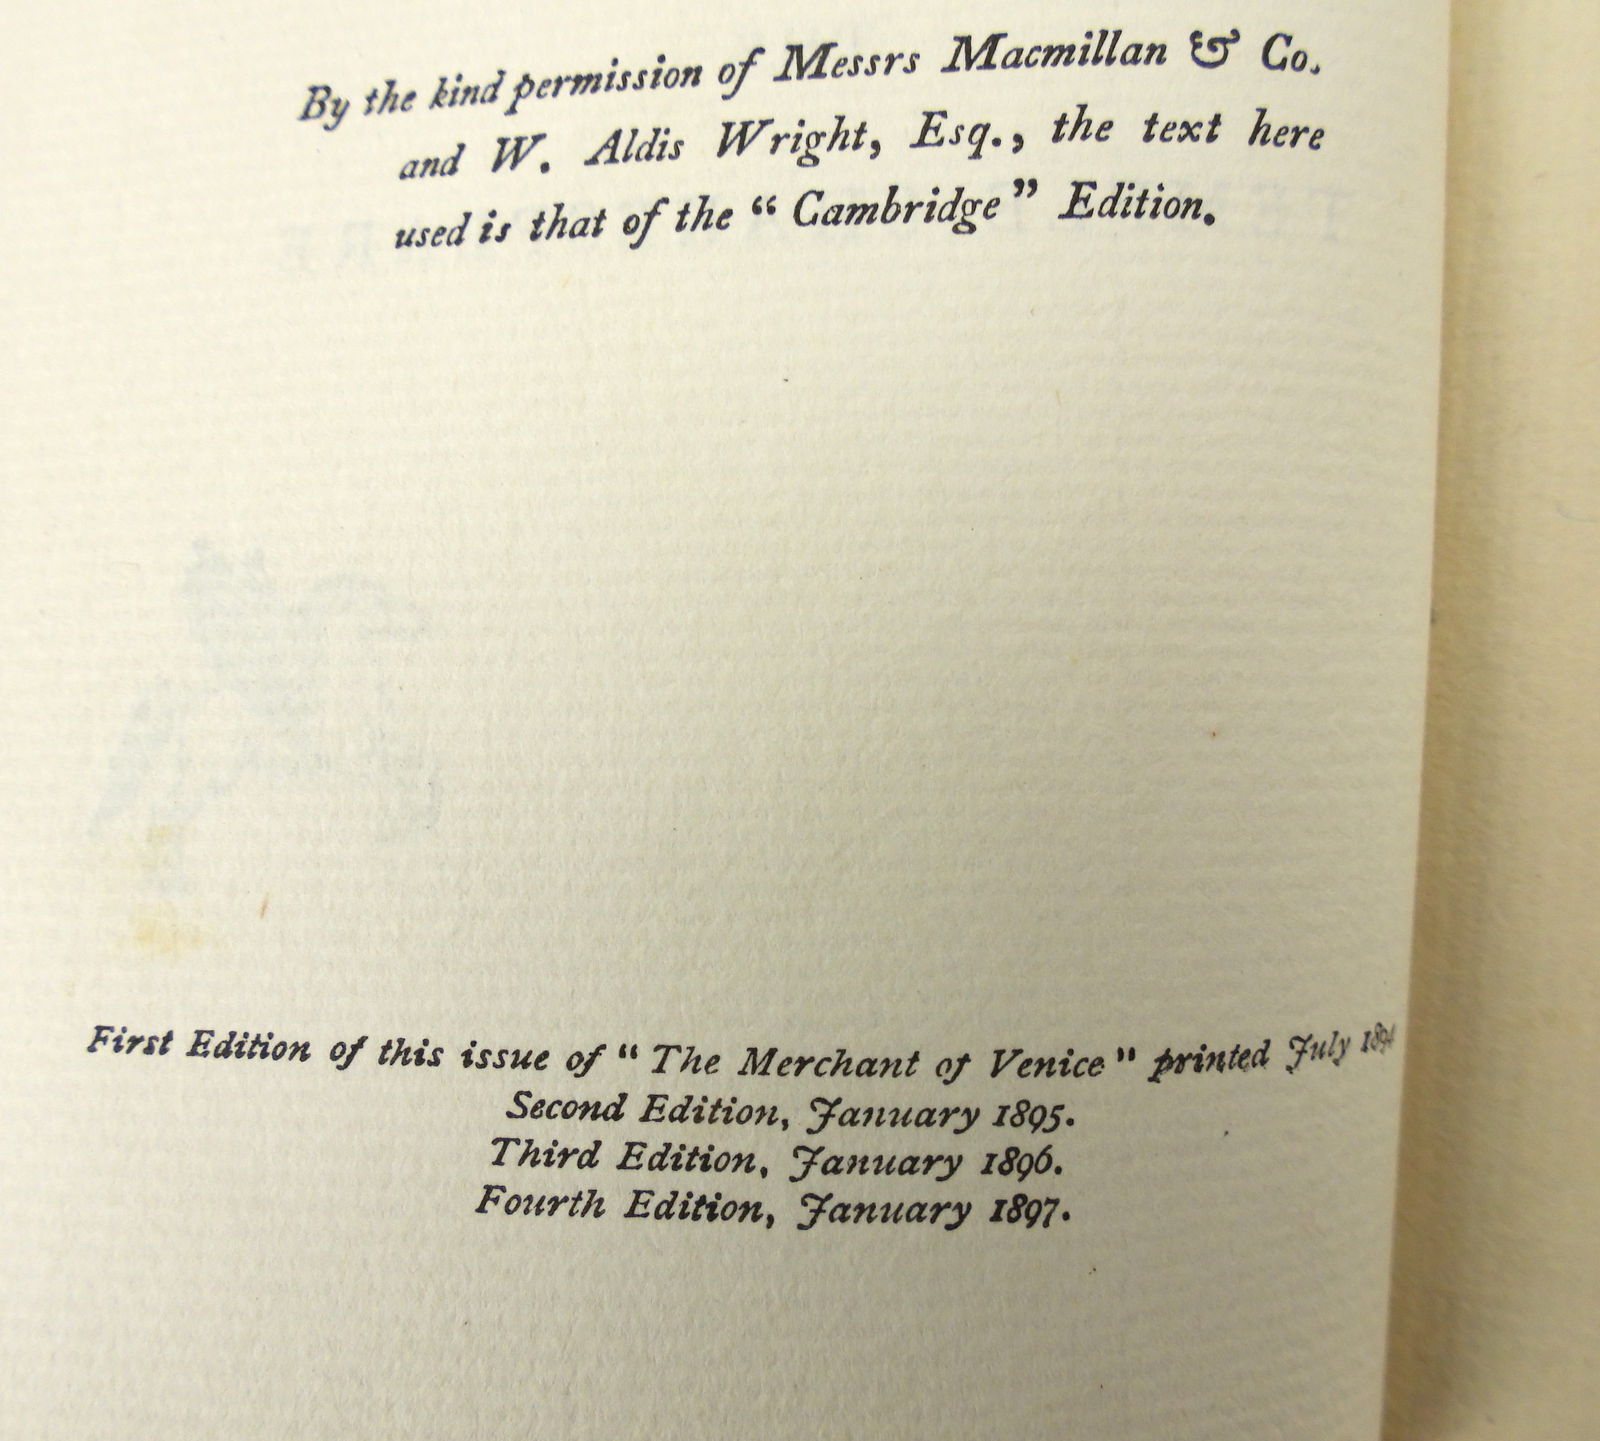 By the kind permission of Messrs Macmillan & Co.
and W. Aldis Wright, Esq., the text here
used is that of the “ Cambridge ” Edition.
First Edition of this issue of “ The Merchant of Venice ” printed July 1894
Second Edition, January 1895.
Third Edition, January 1896.
Fourth Edition, January 1897.